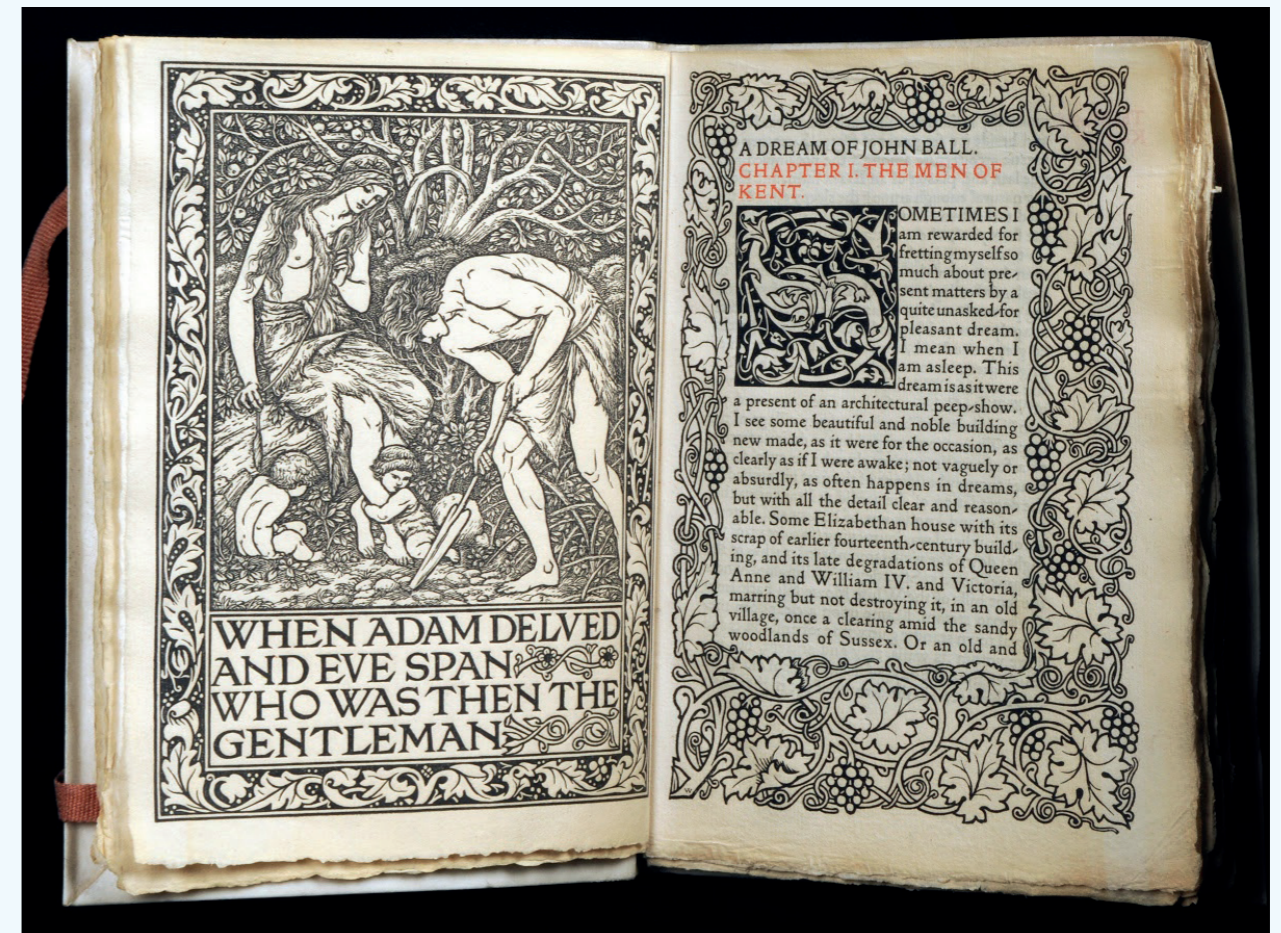 WHEN ADAM DELVED
AND EVE SPAN
WHO WAS THEN THE
GENTLEMAN
A DREAM OF JOHN BALL.
CHAPTER I. THE MEN OF
KENT.
SOMETIMES I
am rewarded for
fretting myself so
much about pre-
sent matters by a
quite unasked-for
pleasant dream.
I mean when I
am asleep. This
dream is as it were
a present of an architectural peep-show.
I see some beautiful and noble building
new made, as it were for the occasion, as
clearly as if I were awake; not vaguely or
absurdly, as often happens in dreams,
but with all the detail clear and reason-
able. Some Elizabethan house with its
scrap of earlier fourteenth-century build-
ing, and its late degradations of Queen
Anne and William IV. and Victoria,
marring but not destroying it, in an old
village, once a clearing amid the sandy
woodlands of Sussex. Or an old and